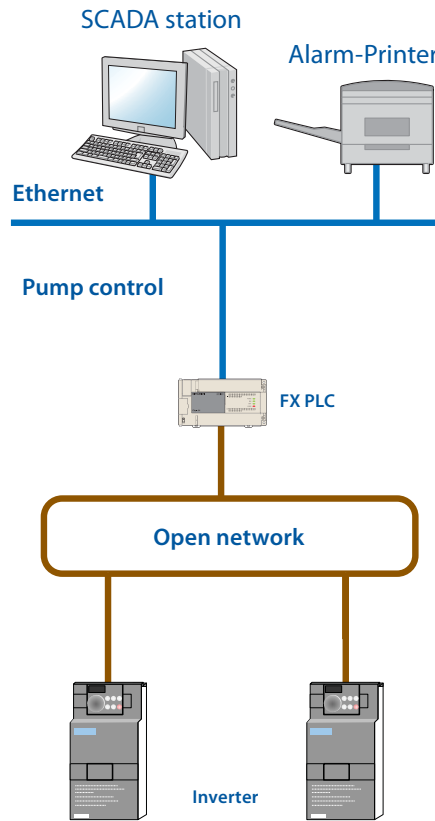 SCADA station
Alarm-Printer
Ethernet
Pump control
FX PLC
Open network
Inverter